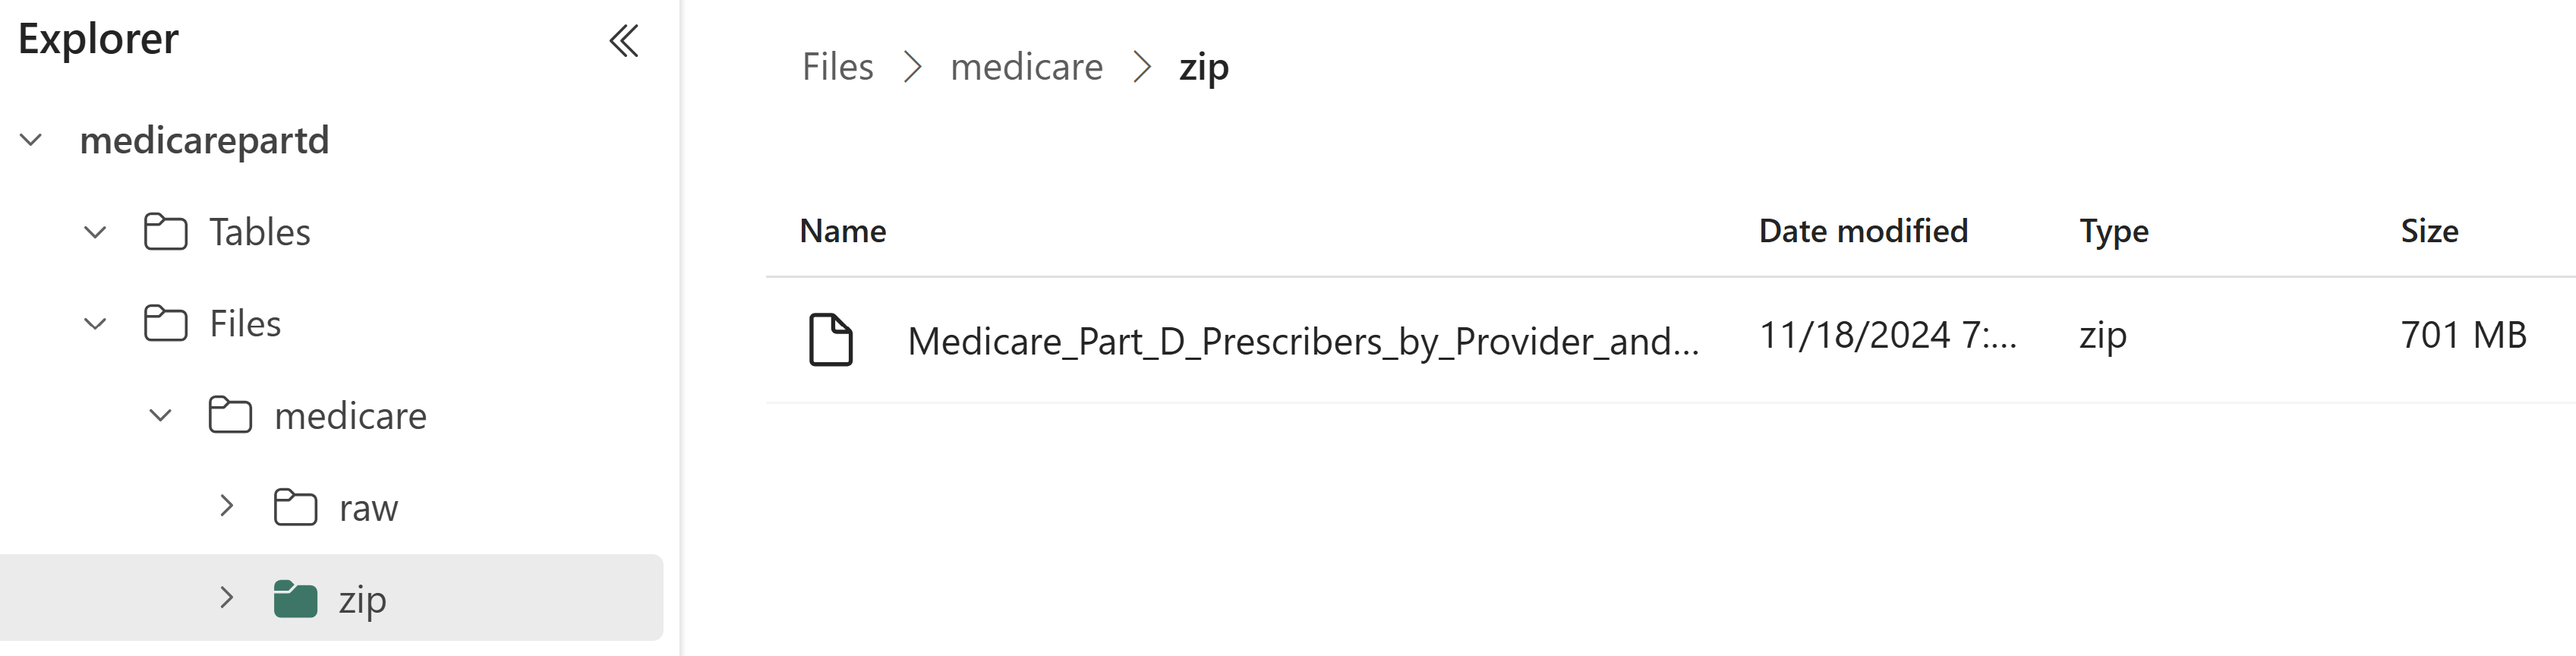 Explorer
medicarepartd
Tables
Files
medicare
raw
zip
Files > medicare > zip
Name Date modified Type Size
Medicare_Part_D_Prescribers_by_Provider_and... 11/18/2024 7:... zip 701 MB